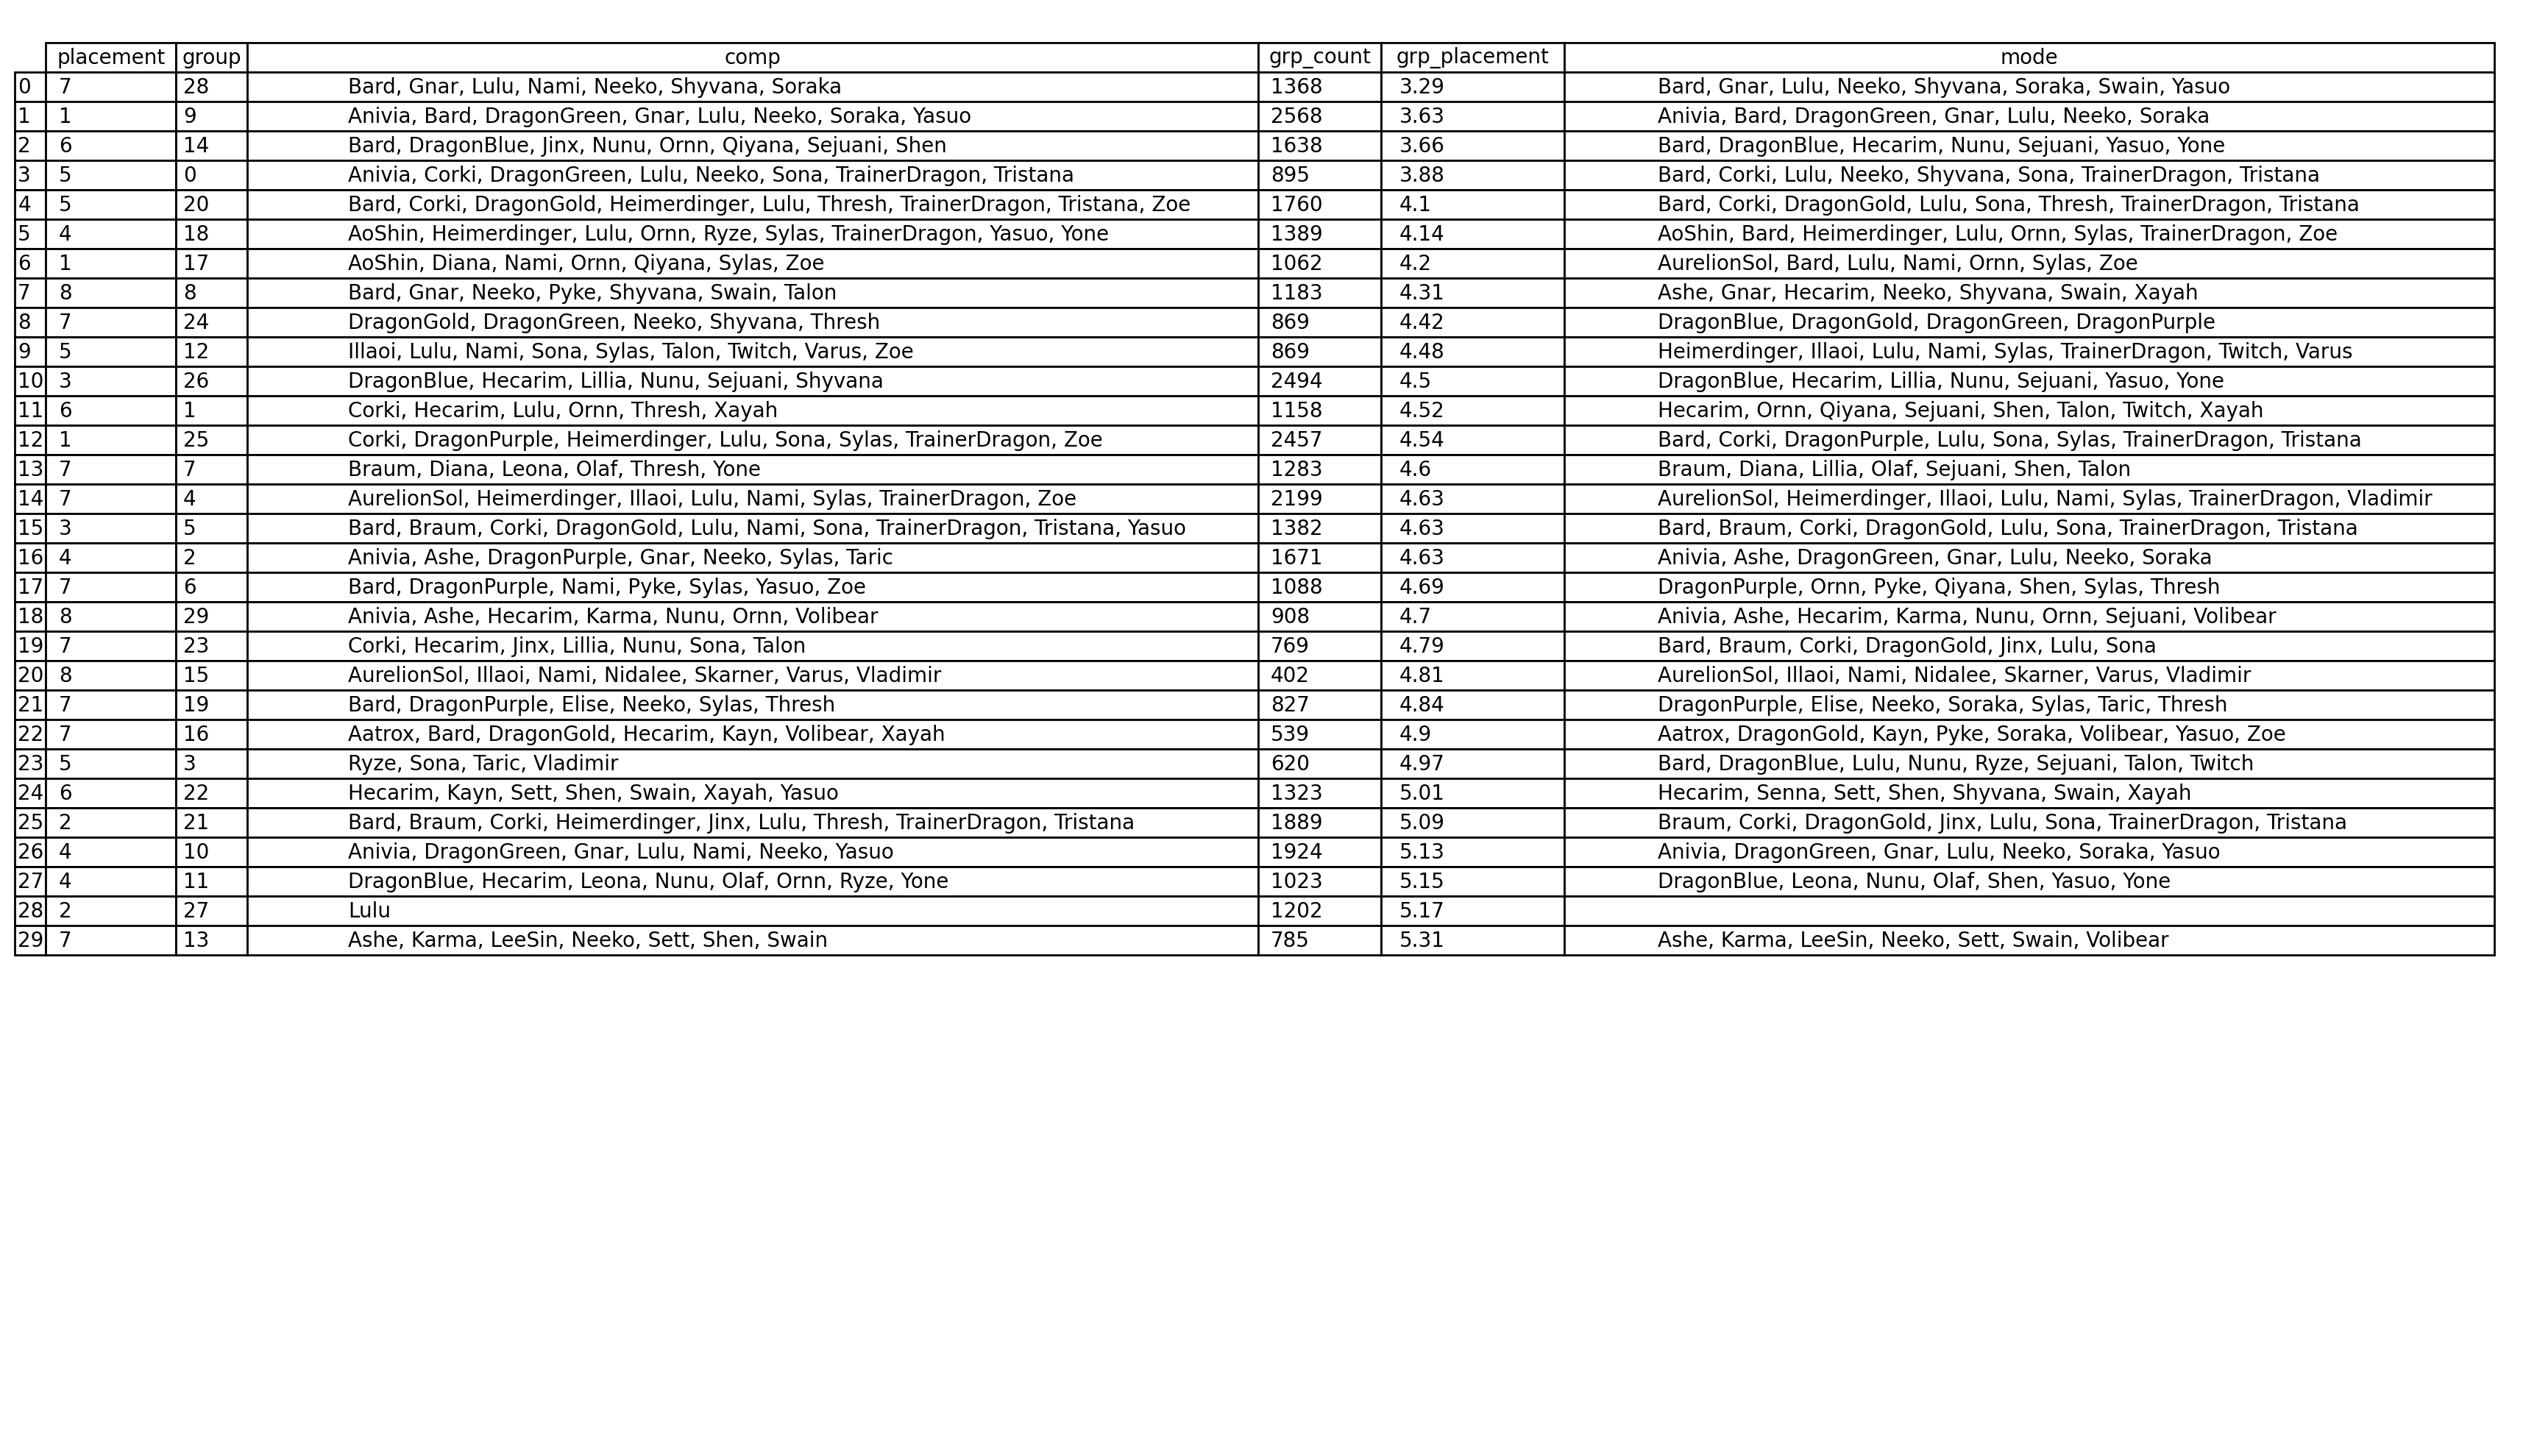 placement group comp grp_count grp_placement mode
0 7 28 Bard, Gnar, Lulu, Nami, Neeko, Shyvana, Soraka 1368 3.29 Bard, Gnar, Lulu, Neeko, Shyvana, Soraka, Swain, Yasuo
1 1 9 Anivia, Bard, DragonGreen, Gnar, Lulu, Neeko, Soraka, Yasuo 2568 3.63 Anivia, Bard, DragonGreen, Gnar, Lulu, Neeko, Soraka
2 6 14 Bard, DragonBlue, Jinx, Nunu, Ornn, Qiyana, Sejuani, Shen 1638 3.66 Bard, DragonBlue, Hecarim, Nunu, Sejuani, Yasuo, Yone
3 5 0 Anivia, Corki, DragonGreen, Lulu, Neeko, Sona, TrainerDragon, Tristana 895 3.88 Bard, Corki, Lulu, Neeko, Shyvana, Sona, TrainerDragon, Tristana
4 5 20 Bard, Corki, DragonGold, Heimerdinger, Lulu, Thresh, TrainerDragon, Tristana, Zoe 1760 4.1 Bard, Corki, DragonGold, Lulu, Sona, Thresh, TrainerDragon, Tristana
5 4 18 AoShin, Heimerdinger, Lulu, Ornn, Ryze, Sylas, TrainerDragon, Yasuo, Yone 1389 4.14 AoShin, Bard, Heimerdinger, Lulu, Ornn, Sylas, TrainerDragon, Zoe
6 1 17 AoShin, Diana, Nami, Ornn, Qiyana, Sylas, Zoe 1062 4.2 AurelionSol, Bard, Lulu, Nami, Ornn, Sylas, Zoe
7 8 8 Bard, Gnar, Neeko, Pyke, Shyvana, Swain, Talon 1183 4.31 Ashe, Gnar, Hecarim, Neeko, Shyvana, Swain, Xayah
8 7 24 DragonGold, DragonGreen, Neeko, Shyvana, Thresh 869 4.42 DragonBlue, DragonGold, DragonGreen, DragonPurple
9 5 12 Illaoi, Lulu, Nami, Sona, Sylas, Talon, Twitch, Varus, Zoe 869 4.48 Heimerdinger, Illaoi, Lulu, Nami, Sylas, TrainerDragon, Twitch, Varus
10 3 26 DragonBlue, Hecarim, Lillia, Nunu, Sejuani, Shyvana 2494 4.5 DragonBlue, Hecarim, Lillia, Nunu, Sejuani, Yasuo, Yone
11 6 1 Corki, Hecarim, Lulu, Ornn, Thresh, Xayah 1158 4.52 Hecarim, Ornn, Qiyana, Sejuani, Shen, Talon, Twitch, Xayah
12 1 25 Corki, DragonPurple, Heimerdinger, Lulu, Sona, Sylas, TrainerDragon, Zoe 2457 4.54 Bard, Corki, DragonPurple, Lulu, Sona, Sylas, TrainerDragon, Tristana
13 7 7 Braum, Diana, Leona, Olaf, Thresh, Yone 1283 4.6 Braum, Diana, Lillia, Olaf, Sejuani, Shen, Talon
14 7 4 AurelionSol, Heimerdinger, Illaoi, Lulu, Nami, Sylas, TrainerDragon, Zoe 2199 4.63 AurelionSol, Heimerdinger, Illaoi, Lulu, Nami, Sylas, TrainerDragon, Vladimir
15 3 5 Bard, Braum, Corki, DragonGold, Lulu, Nami, Sona, TrainerDragon, Tristana, Yasuo 1382 4.63 Bard, Braum, Corki, DragonGold, Lulu, Sona, TrainerDragon, Tristana
16 4 2 Anivia, Ashe, DragonPurple, Gnar, Neeko, Sylas, Taric 1671 4.63 Anivia, Ashe, DragonGreen, Gnar, Lulu, Neeko, Soraka
17 7 6 Bard, DragonPurple, Nami, Pyke, Sylas, Yasuo, Zoe 1088 4.69 DragonPurple, Ornn, Pyke, Qiyana, Shen, Sylas, Thresh
18 8 29 Anivia, Ashe, Hecarim, Karma, Nunu, Ornn, Volibear 908 4.7 Anivia, Ashe, Hecarim, Karma, Nunu, Ornn, Sejuani, Volibear
19 7 23 Corki, Hecarim, Jinx, Lillia, Nunu, Sona, Talon 769 4.79 Bard, Braum, Corki, DragonGold, Jinx, Lulu, Sona
20 8 15 AurelionSol, Illaoi, Nami, Nidalee, Skarner, Varus, Vladimir 402 4.81 AurelionSol, Illaoi, Nami, Nidalee, Skarner, Varus, Vladimir
21 7 19 Bard, DragonPurple, Elise, Neeko, Sylas, Thresh 827 4.84 DragonPurple, Elise, Neeko, Soraka, Sylas, Taric, Thresh
22 7 16 Aatrox, Bard, DragonGold, Hecarim, Kayn, Volibear, Xayah 539 4.9 Aatrox, DragonGold, Kayn, Pyke, Soraka, Volibear, Yasuo, Zoe
23 5 3 Ryze, Sona, Taric, Vladimir 620 4.97 Bard, DragonBlue, Lulu, Nunu, Ryze, Sejuani, Talon, Twitch
24 6 22 Hecarim, Kayn, Sett, Shen, Swain, Xayah, Yasuo 1323 5.01 Hecarim, Senna, Sett, Shen, Shyvana, Swain, Xayah
25 2 21 Bard, Braum, Corki, Heimerdinger, Jinx, Lulu, Thresh, TrainerDragon, Tristana 1889 5.09 Braum, Corki, DragonGold, Jinx, Lulu, Sona, TrainerDragon, Tristana
26 4 10 Anivia, DragonGreen, Gnar, Lulu, Nami, Neeko, Yasuo 1924 5.13 Anivia, DragonGreen, Gnar, Lulu, Neeko, Soraka, Yasuo
27 4 11 DragonBlue, Hecarim, Leona, Nunu, Olaf, Ornn, Ryze, Yone 1023 5.15 DragonBlue, Leona, Nunu, Olaf, Shen, Yasuo, Yone
28 2 27 Lulu 1202 5.17
29 7 13 Ashe, Karma, LeeSin, Neeko, Sett, Shen, Swain 785 5.31 Ashe, Karma, LeeSin, Neeko, Sett, Swain, Volibear